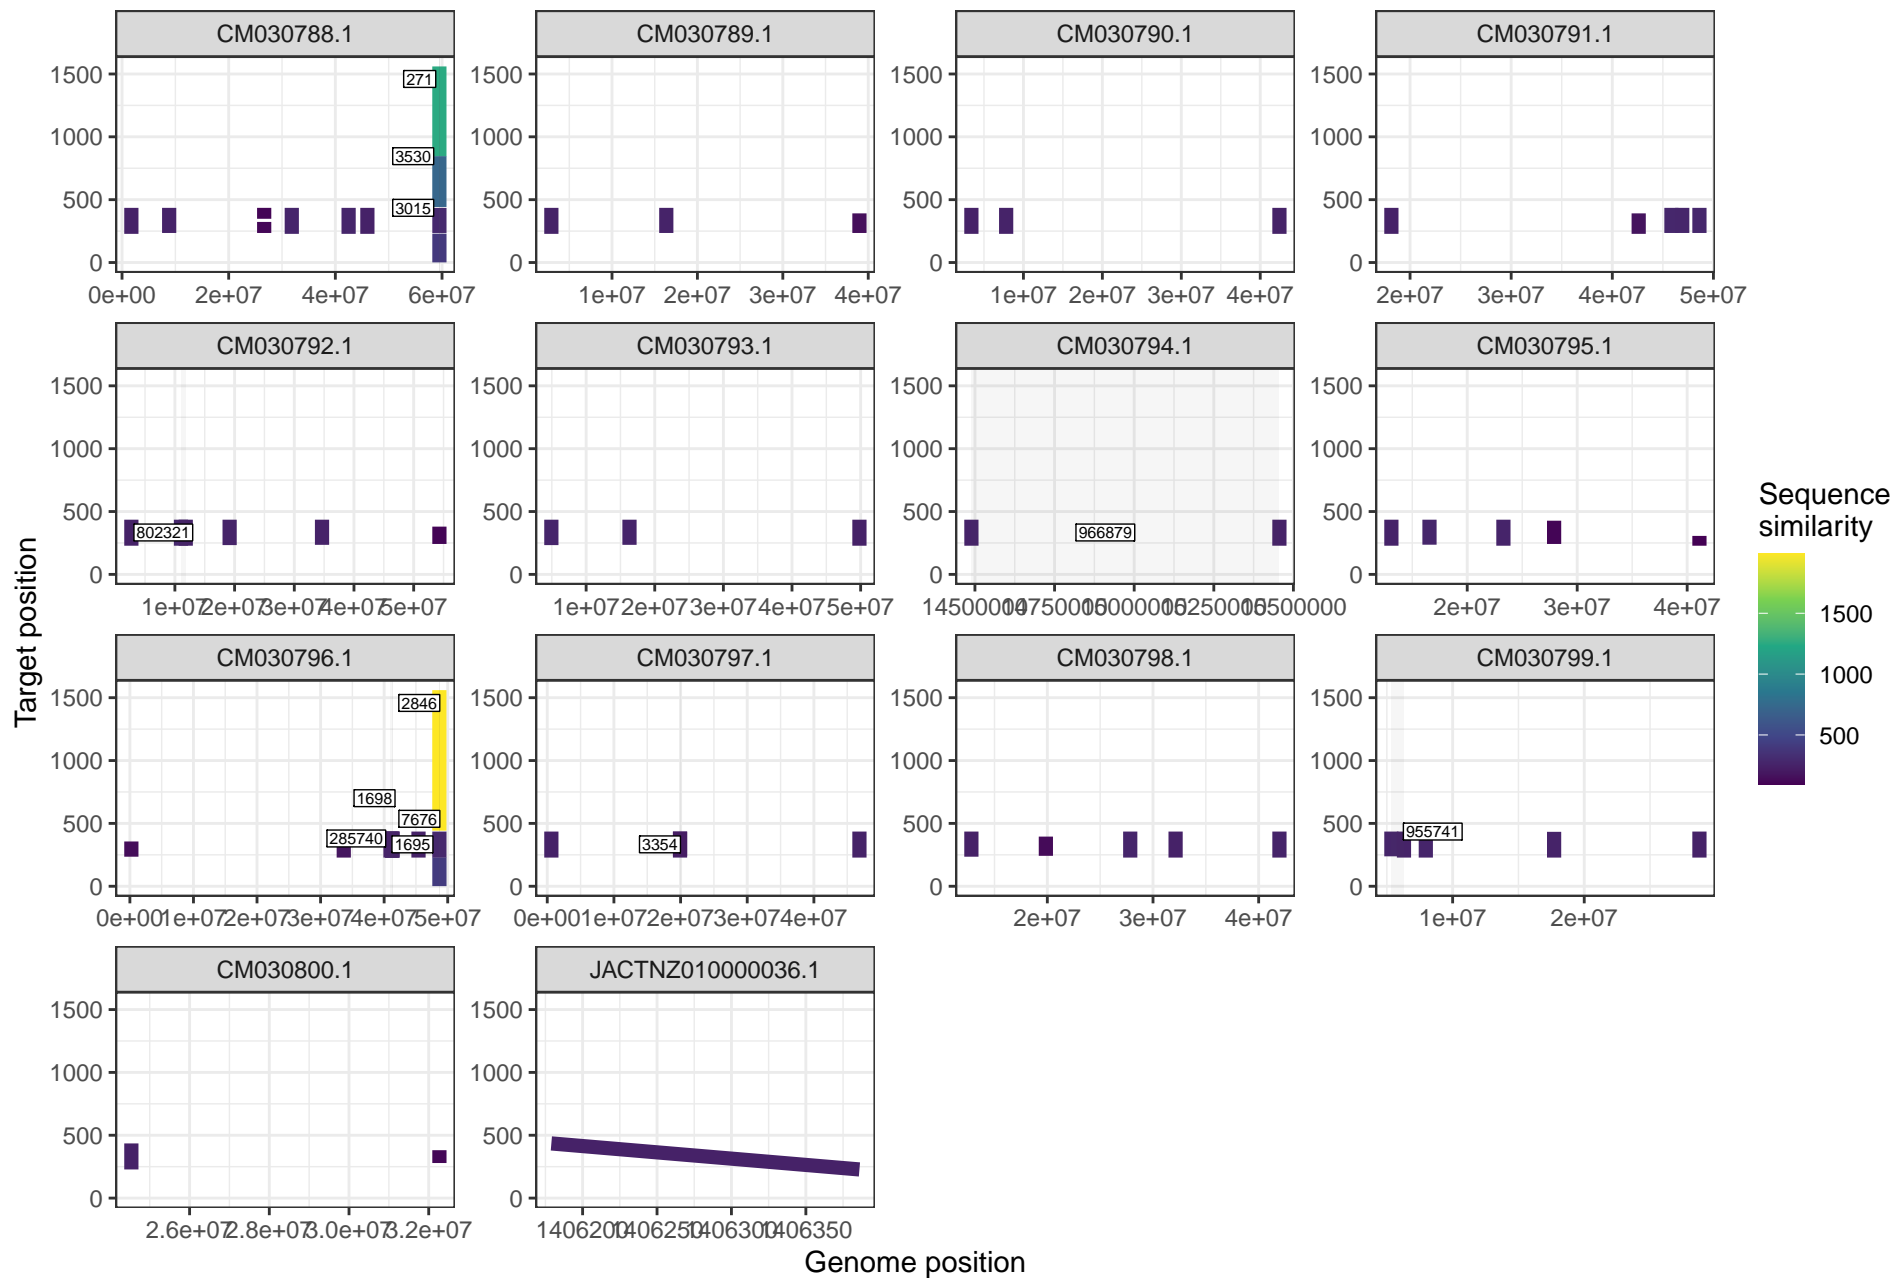 CM030788.1
CM030789.1
CM030790.1
CM030791.1
1500
1000
500
0
271
3530
3015
0e+00 2e+07 4e+07 6e+07
1500
1000
500
0
1e+07 2e+07 3e+07 4e+07
1500
1000
500
0
1e+07 2e+07 3e+07 4e+07
1500
1000
500
0
2e+07 3e+07 4e+07 5e+07
CM030792.1
CM030793.1
CM030794.1
CM030795.1
1500
1000
500
0
802321
1e+07 2e+07 3e+07 4e+07 5e+07
1500
1000
500
0
1e+07 2e+07 3e+07 4e+07 5e+07
1500
1000
500
0
966879
14500000 14750000 15000000 15250000 15500000
1500
1000
500
0
2e+07 3e+07 4e+07
CM030796.1
CM030797.1
CM030798.1
CM030799.1
1500
1000
500
0
2846
1698
7676
285740
1695
0e+00 1e+07 2e+07 3e+07 4e+07 5e+07
1500
1000
500
0
3354
0e+00 1e+07 2e+07 3e+07 4e+07
1500
1000
500
0
2e+07 3e+07 4e+07
1500
1000
500
0
955741
1e+07 2e+07
CM030800.1
JACTNZ010000036.1
1500
1000
500
0
2.6e+07 2.8e+07 3.0e+07 3.2e+07
1500
1000
500
0
1406200 1406250 1406300 1406350
Target position
Genome position
Sequence
similarity
1500
1000
500